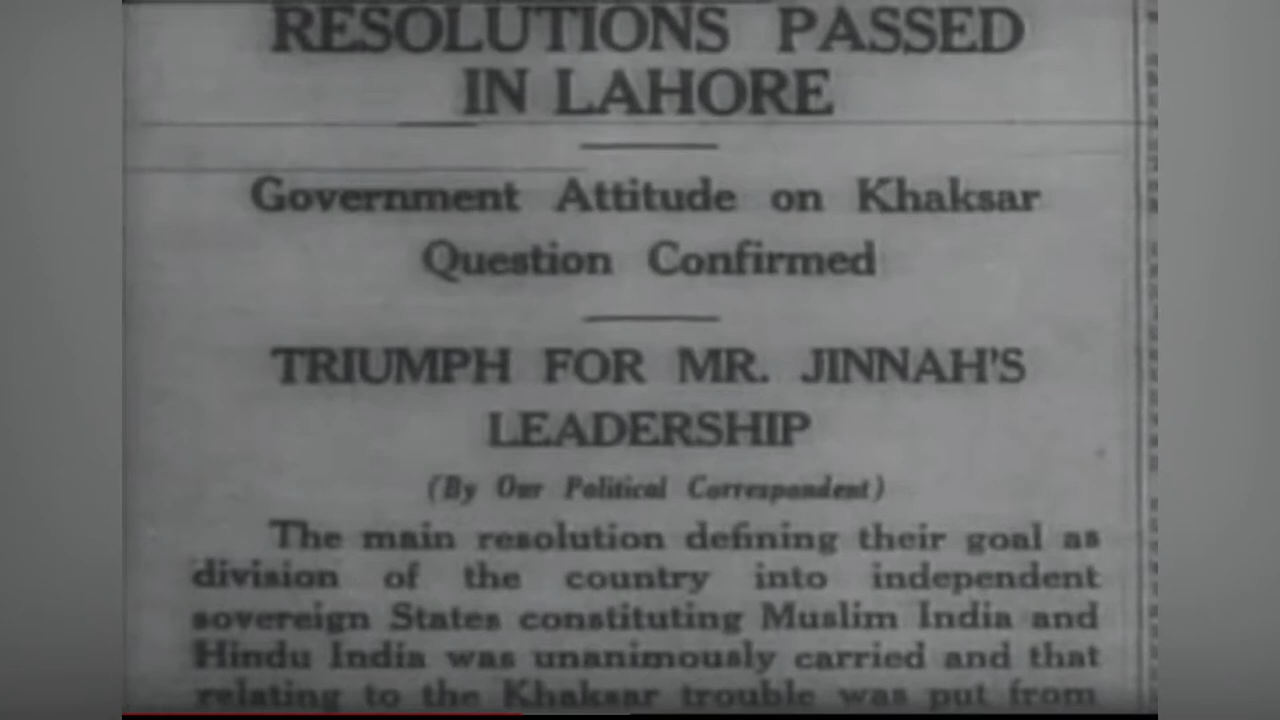 RESOLUTIONS PASSED
IN LAHORE
Government Attitude on Khaksar
Question Confirmed
TRIUMPH FOR MR. JINNAH'S
LEADERSHIP
(By Our Political Correspondent)
The main resolution defining their goal as
division of the country into independent
sovereign States constituting Muslim India and
Hindu India was unanimously carried and that
relating to the Khaksar trouble was put from